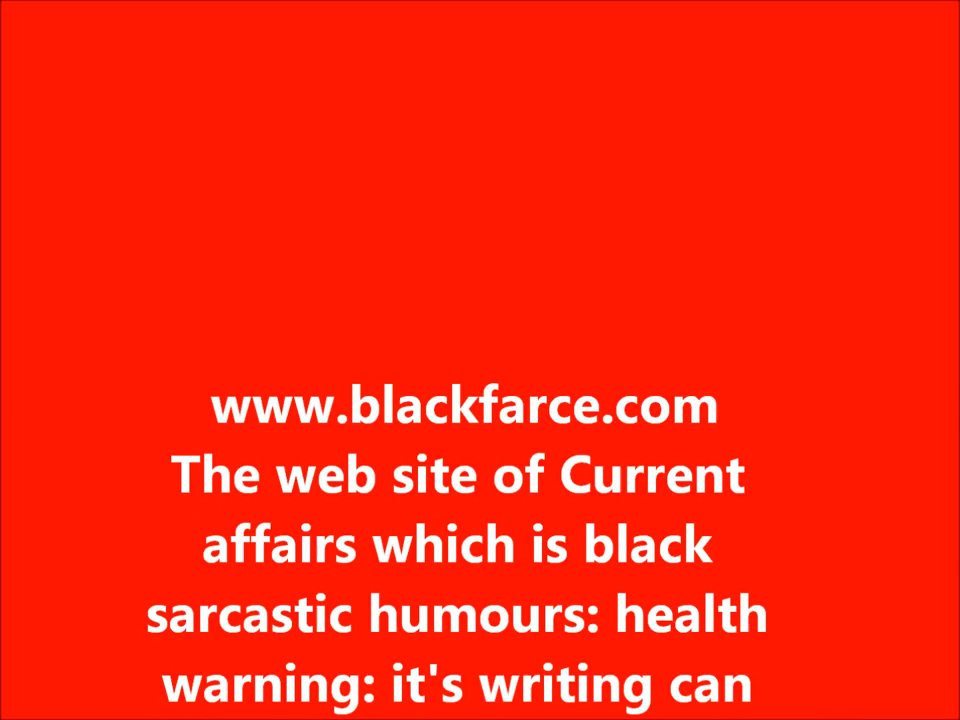 www.blackfarce.com
The web site of Current
affairs which is black
sarcastic humours: health
warning: it's writing can